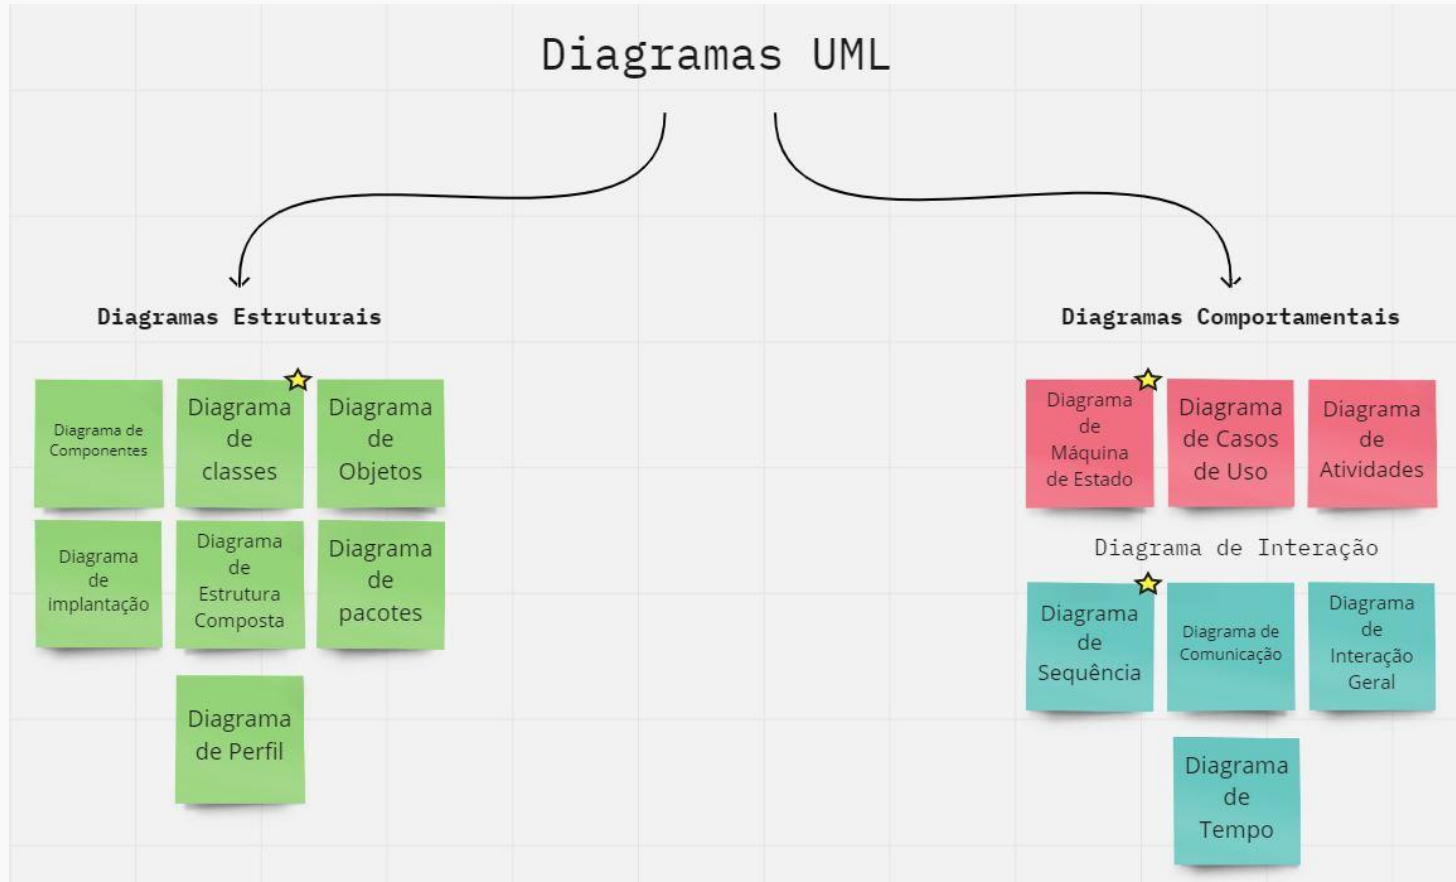 Diagramas UML
Diagramas Estruturais
Diagrama de
Componentes
Diagrama
de
classes
Diagrama
de
Objetos
Diagrama
de
implantação
Diagrama
de
Estrutura
Composta
Diagrama
de
pacotes
Diagrama
de Perfil
Diagramas Comportamentais
Diagrama
de
Máquina
de Estado
Diagrama
de Casos
de Uso
Diagrama
de
Atividades
Diagrama de Interação
Diagrama
de
Sequência
Diagrama de
Comunicação
Diagrama
de
Interação
Geral
Diagrama
de
Tempo